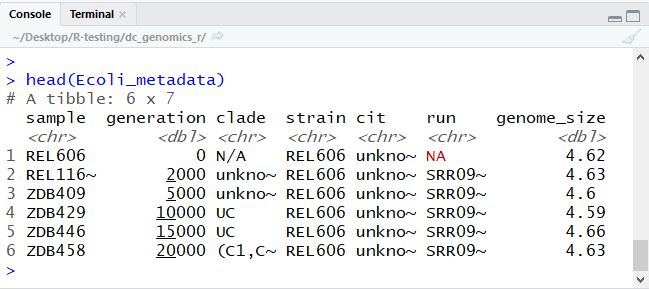 Console Terminal ×
~/Desktop/R-testing/dc_genomics_r/
>
> head(Ecoli_metadata)
# A tibble: 6 x 7
sample generation clade strain cit run genome_size
<chr> <dbl> <chr> <chr> <chr> <chr> <dbl>
1 REL606 0 N/A REL606 unkno~ NA 4.62
2 REL116~ 2000 unkno~ REL606 unkno~ SRR09~ 4.63
3 ZDB409 5000 unkno~ REL606 unkno~ SRR09~ 4.6
4 ZDB429 10000 UC REL606 unkno~ SRR09~ 4.59
5 ZDB446 15000 UC REL606 unkno~ SRR09~ 4.66
6 ZDB458 20000 (C1,C~ REL606 unkno~ SRR09~ 4.63
>